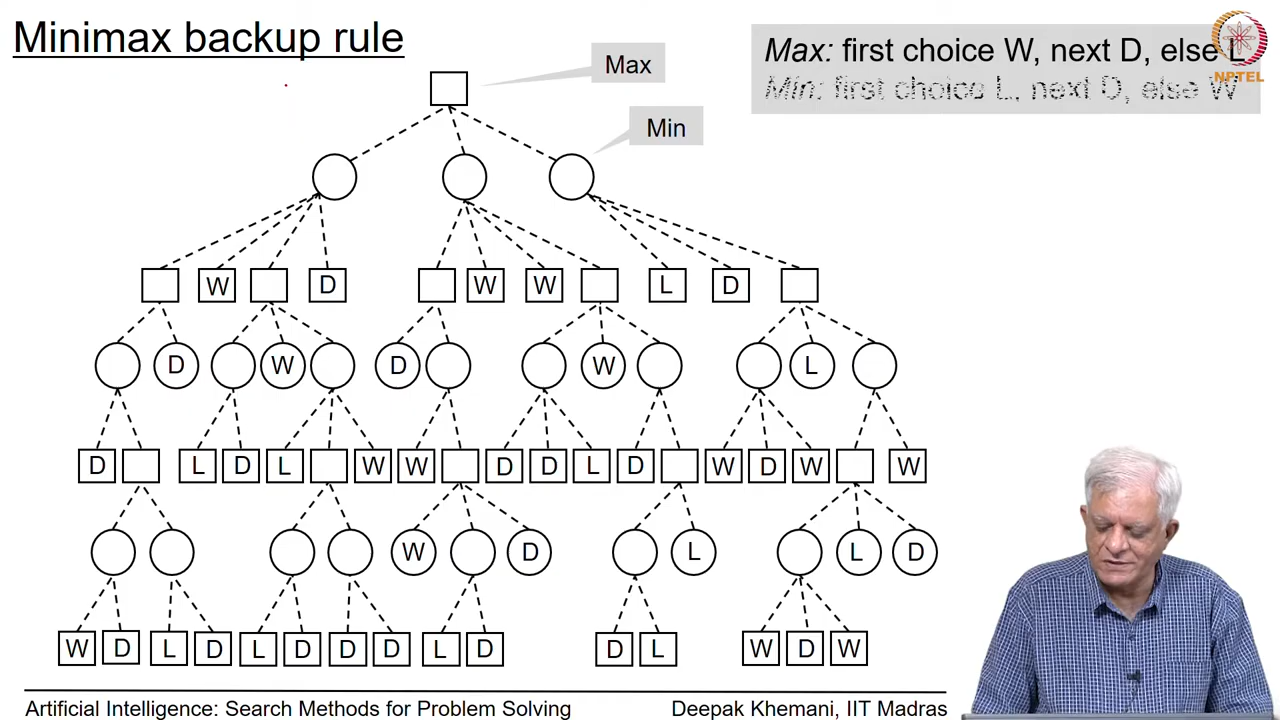 Minimax backup rule
Max: first choice W, next D, else L
Min: first choice L, next D, else W
NPTEL
Max
Min
W D W W L D
D W D W L
D L D L W W D D L D W D W W
W D L L D
W D L D L D D D L D D L W D W
Artificial Intelligence: Search Methods for Problem Solving
Deepak Khemani, IIT Madras